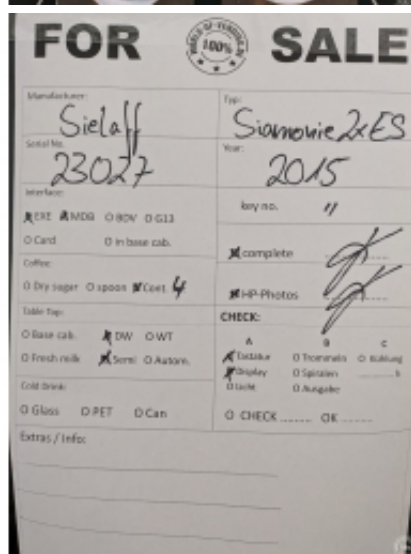 FOR SALE
100%
Manufacturer: Typ:
Sielaff Siamonie 2xES
Serial No. Year:
23027 2015
Interface: key no. 11
EXE MDB O BDV O G13
O Card O in base cab. complete
Coffee:
O Dry sugar O spoon Cont. 4 HP-Photos
Table Top: CHECK:
O Base cab. DW O WT A B C
O Fresh milk Semi O Autom. Tastatur O Trommeln O Kühlung
Display O Spiralen h
Cold Drink: O Licht O Ausgabe
O Glass O PET O Can O CHECK ........ OK ........
Extras / Info: